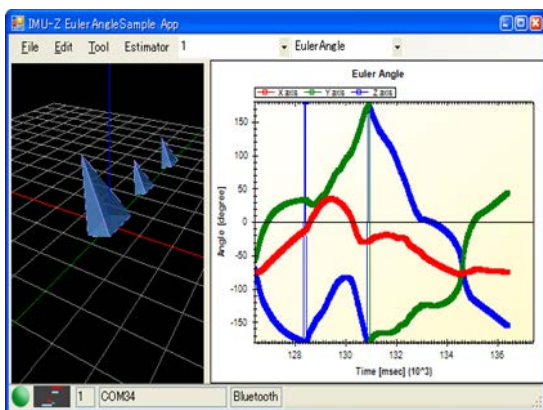 IMU-Z EulerAngleSample App
File Edit Tool Estimator 1 EulerAngle
Euler Angle
X axis Y axis Z axis
Angle [degree]
150
100
50
0
-50
-100
-150
128 130 132 134 136
Time [msec] (10^3)
1 COM34 Bluetooth